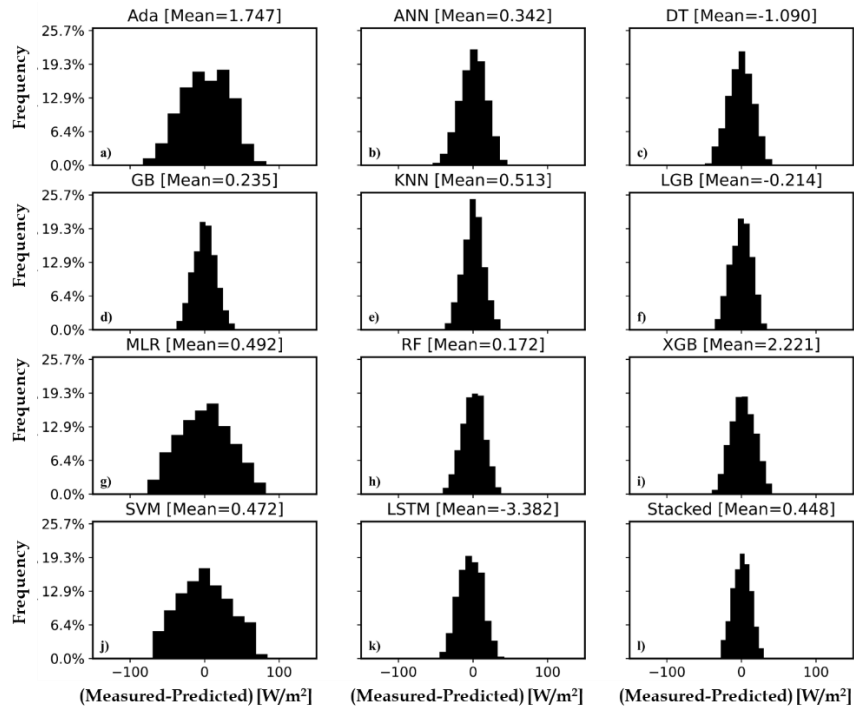 Ada [Mean=1.747]
ANN [Mean=0.342]
DT [Mean=-1.090]
Frequency
25.7%
19.3%
12.9%
6.4%
0.0%
a)
b)
c)
GB [Mean=0.235]
KNN [Mean=0.513]
LGB [Mean=-0.214]
Frequency
25.7%
19.3%
12.9%
6.4%
0.0%
d)
e)
f)
MLR [Mean=0.492]
RF [Mean=0.172]
XGB [Mean=2.221]
Frequency
25.7%
19.3%
12.9%
6.4%
0.0%
g)
h)
i)
SVM [Mean=0.472]
LSTM [Mean=-3.382]
Stacked [Mean=0.448]
Frequency
25.7%
19.3%
12.9%
6.4%
0.0%
j)
k)
l)
−100 0 100
−100 0 100
−100 0 100
(Measured-Predicted) [W/m²]
(Measured-Predicted) [W/m²]
(Measured-Predicted) [W/m²]